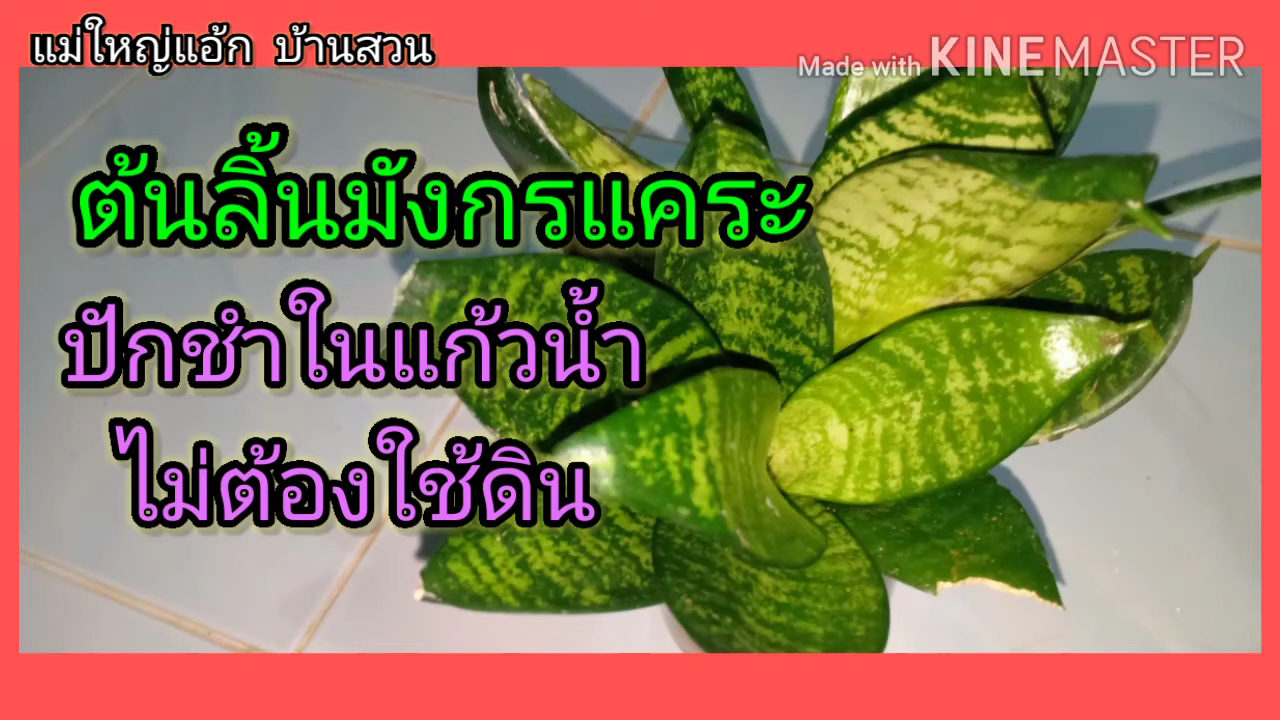 แม่ใหญ่แอ้ก บ้านสวน
Made with KINEMASTER
ต้นลิ้นมังกรแคระ
ปักชำในแก้วน้ำ
ไม่ต้องใช้ดิน